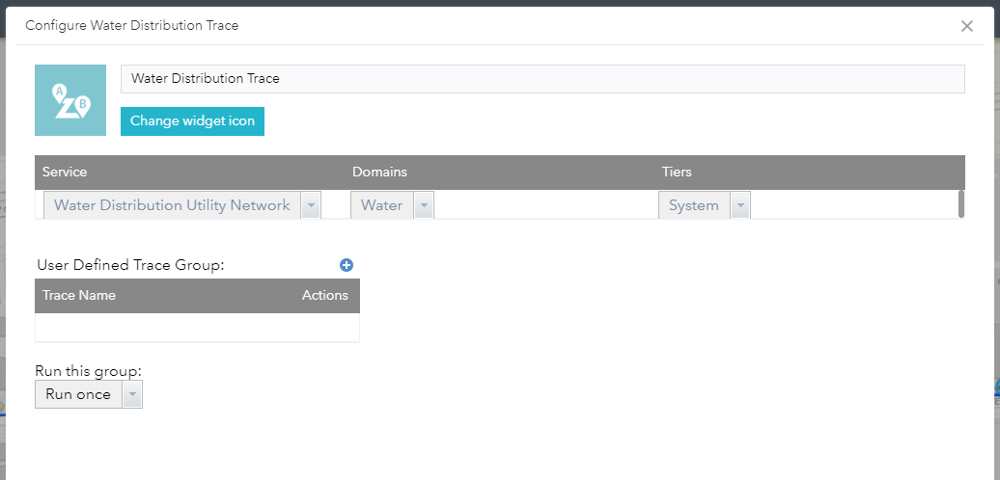 Configure Water Distribution Trace
A
B
Water Distribution Trace
Change widget icon
Service Domains Tiers
Water Distribution Utility Network Water System
User Defined Trace Group:
Trace Name Actions
Run this group:
Run once